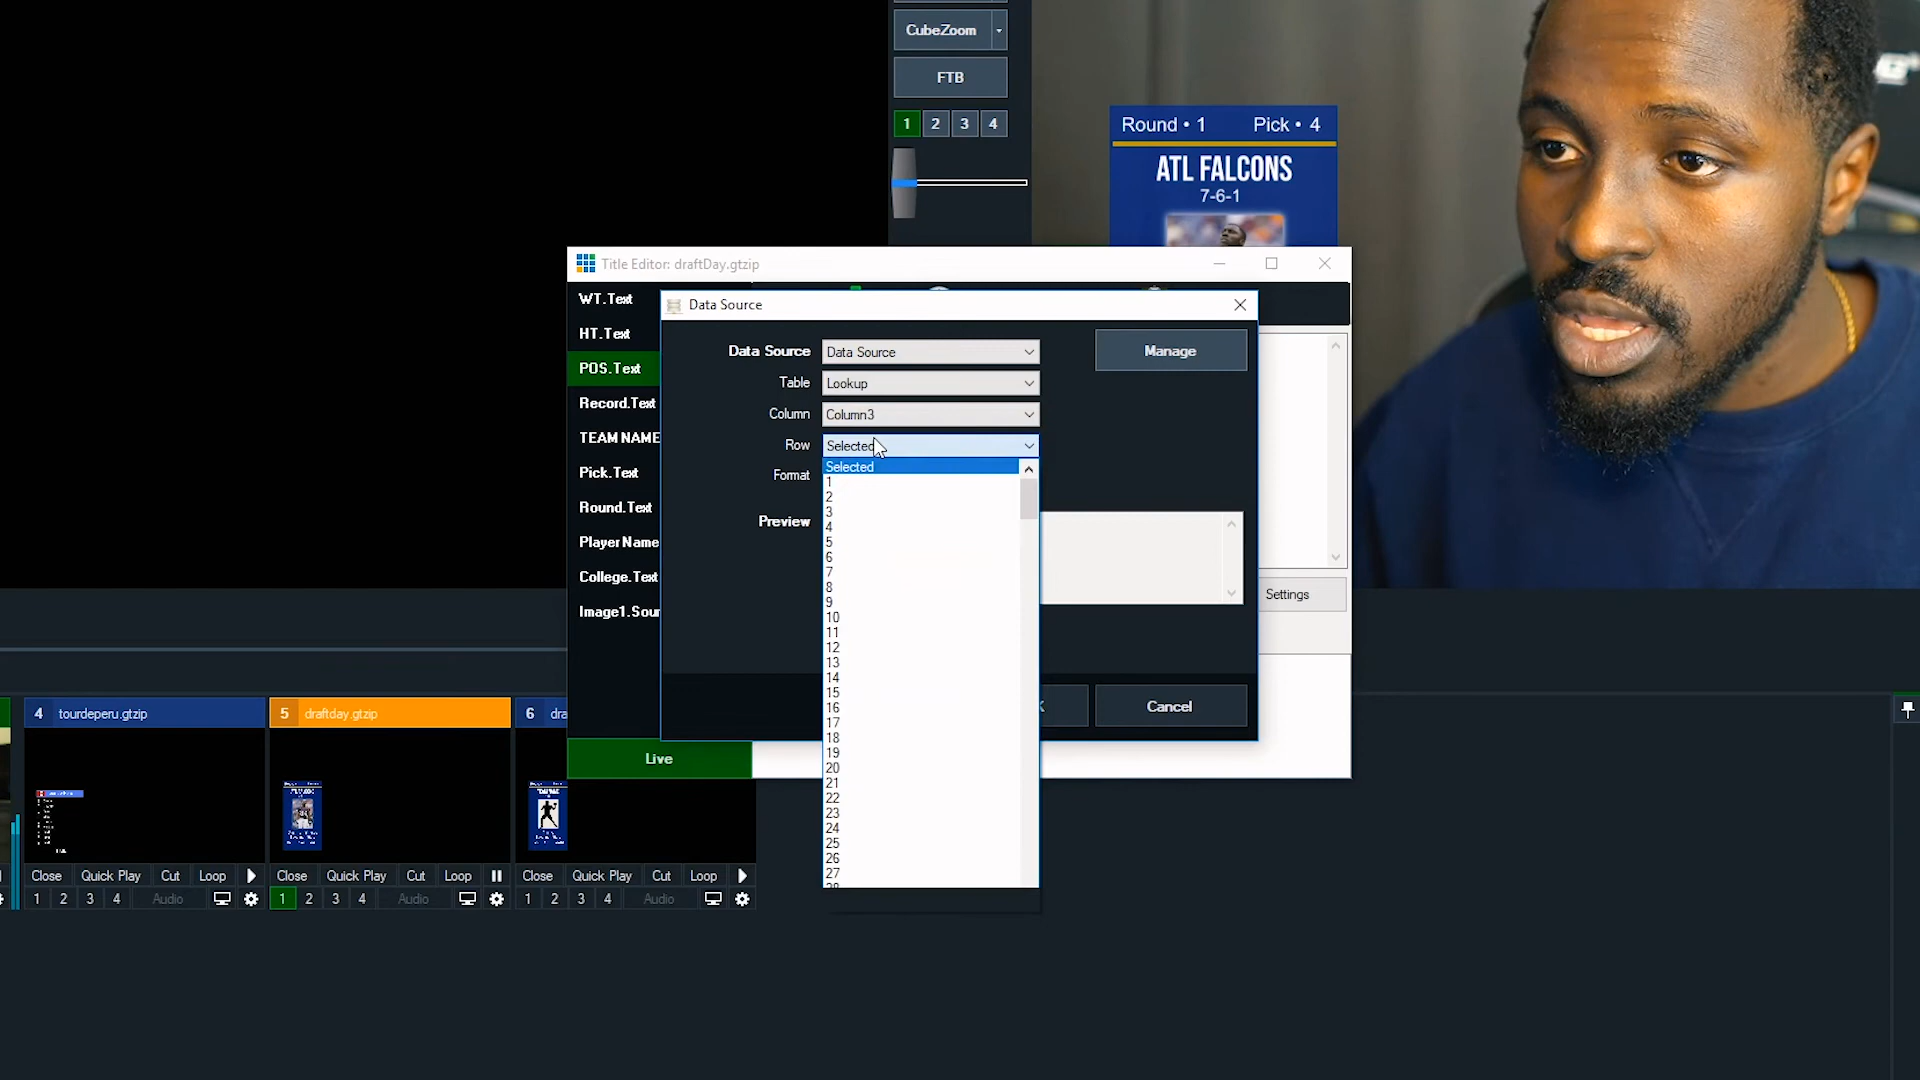 CubeZoom
FTB
1 2 3 4
Round • 1 Pick • 4
ATL FALCONS
7-6-1
Title Editor: draftDay.gtzip
WT.Text
HT.Text
POS.Text
Record.Text
TEAM NAME
Pick.Text
Round.Text
Player Name
College.Text
Image1.Sour
Live
Settings
Data Source
Data Source Data Source
Manage
Table Lookup
Column Column3
Row Selected
Format
Preview
Selected
1
2
3
4
5
6
7
8
9
10
11
12
13
14
15
16
17
18
19
20
21
22
23
24
25
26
27
28
K
Cancel
4 tourdeperu.gtzip
5 draftday.gtzip
6 dra
Close Quick Play Cut Loop
1 2 3 4 Audio
Close Quick Play Cut Loop
1 2 3 4 Audio
Close Quick Play Cut Loop
1 2 3 4 Audio